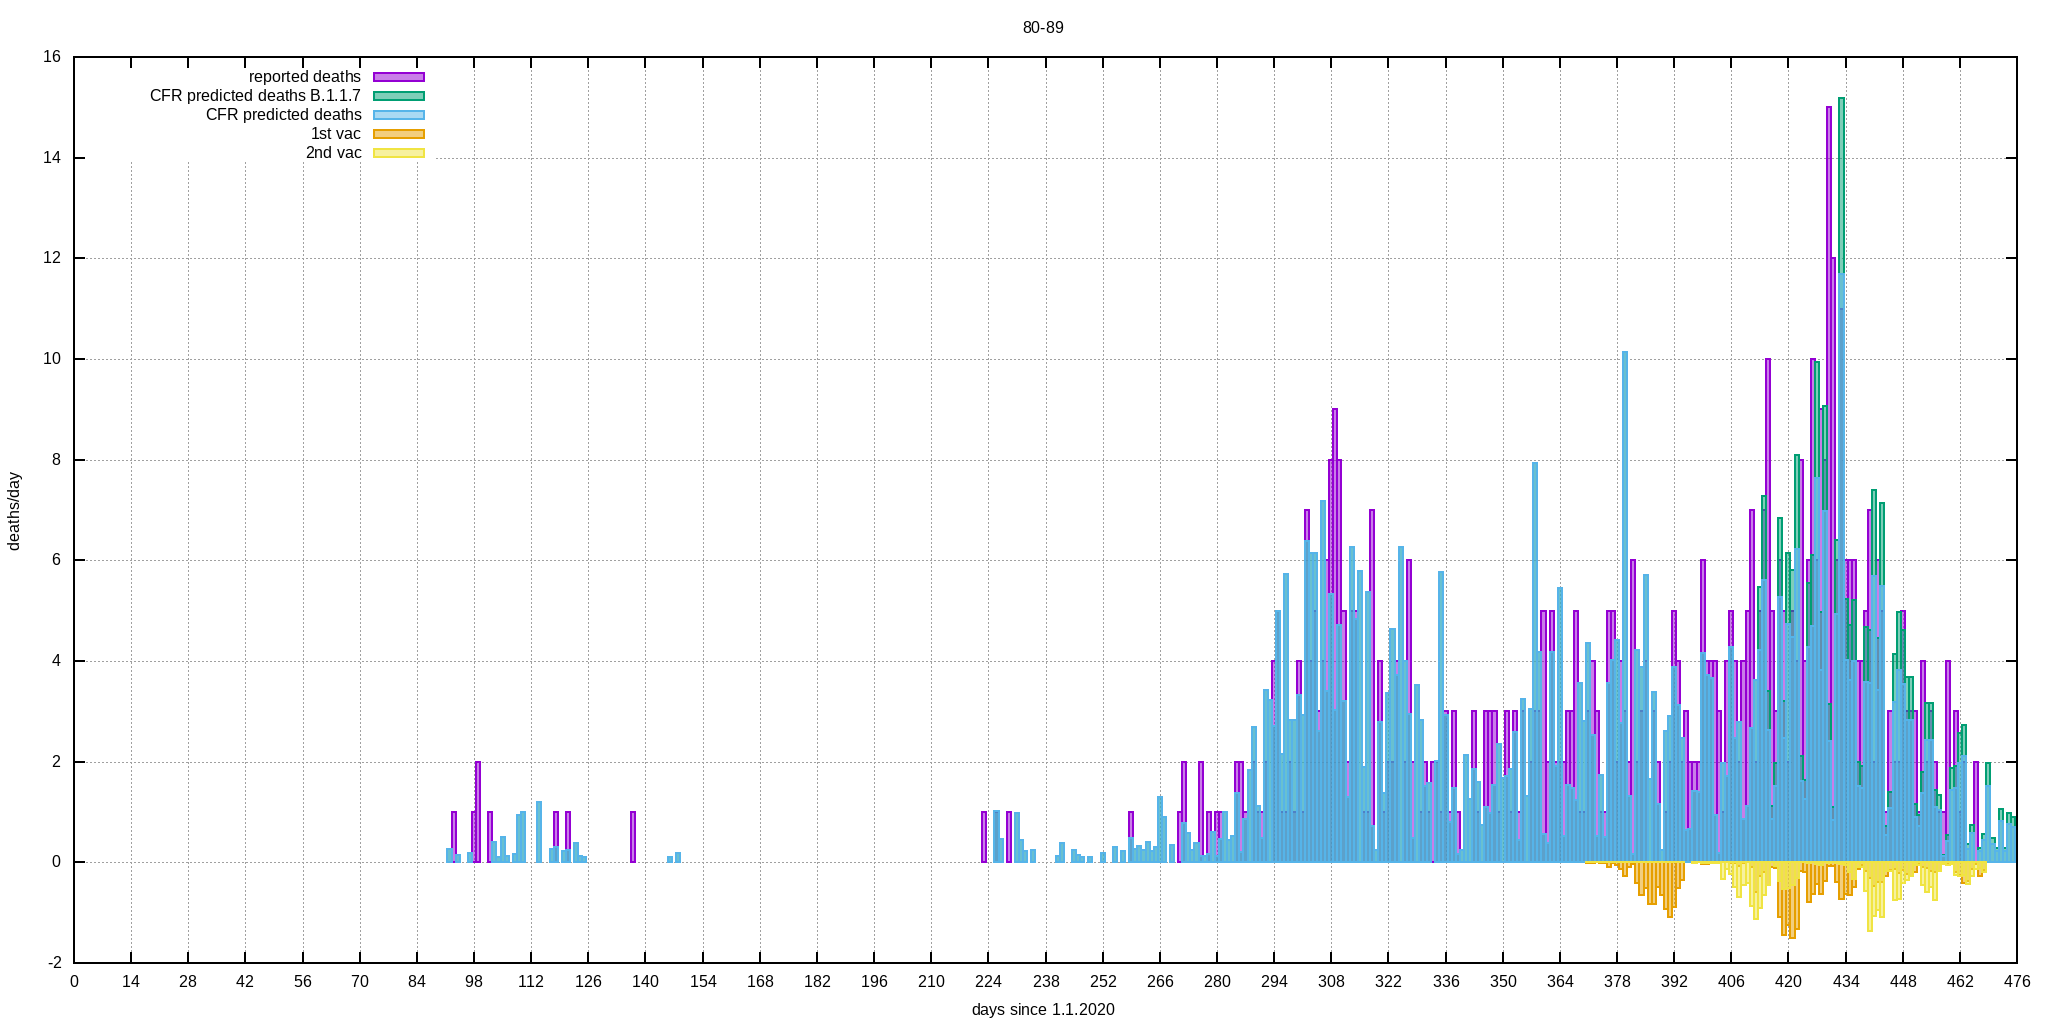 80-89
reported deaths
CFR predicted deaths B.1.1.7
CFR predicted deaths
1st vac
2nd vac
16
14
12
10
8
6
4
2
0
-2
deaths/day
0 14 28 42 56 70 84 98 112 126 140 154 168 182 196 210 224 238 252 266 280 294 308 322 336 350 364 378 392 406 420 434 448 462 476
days since 1.1.2020